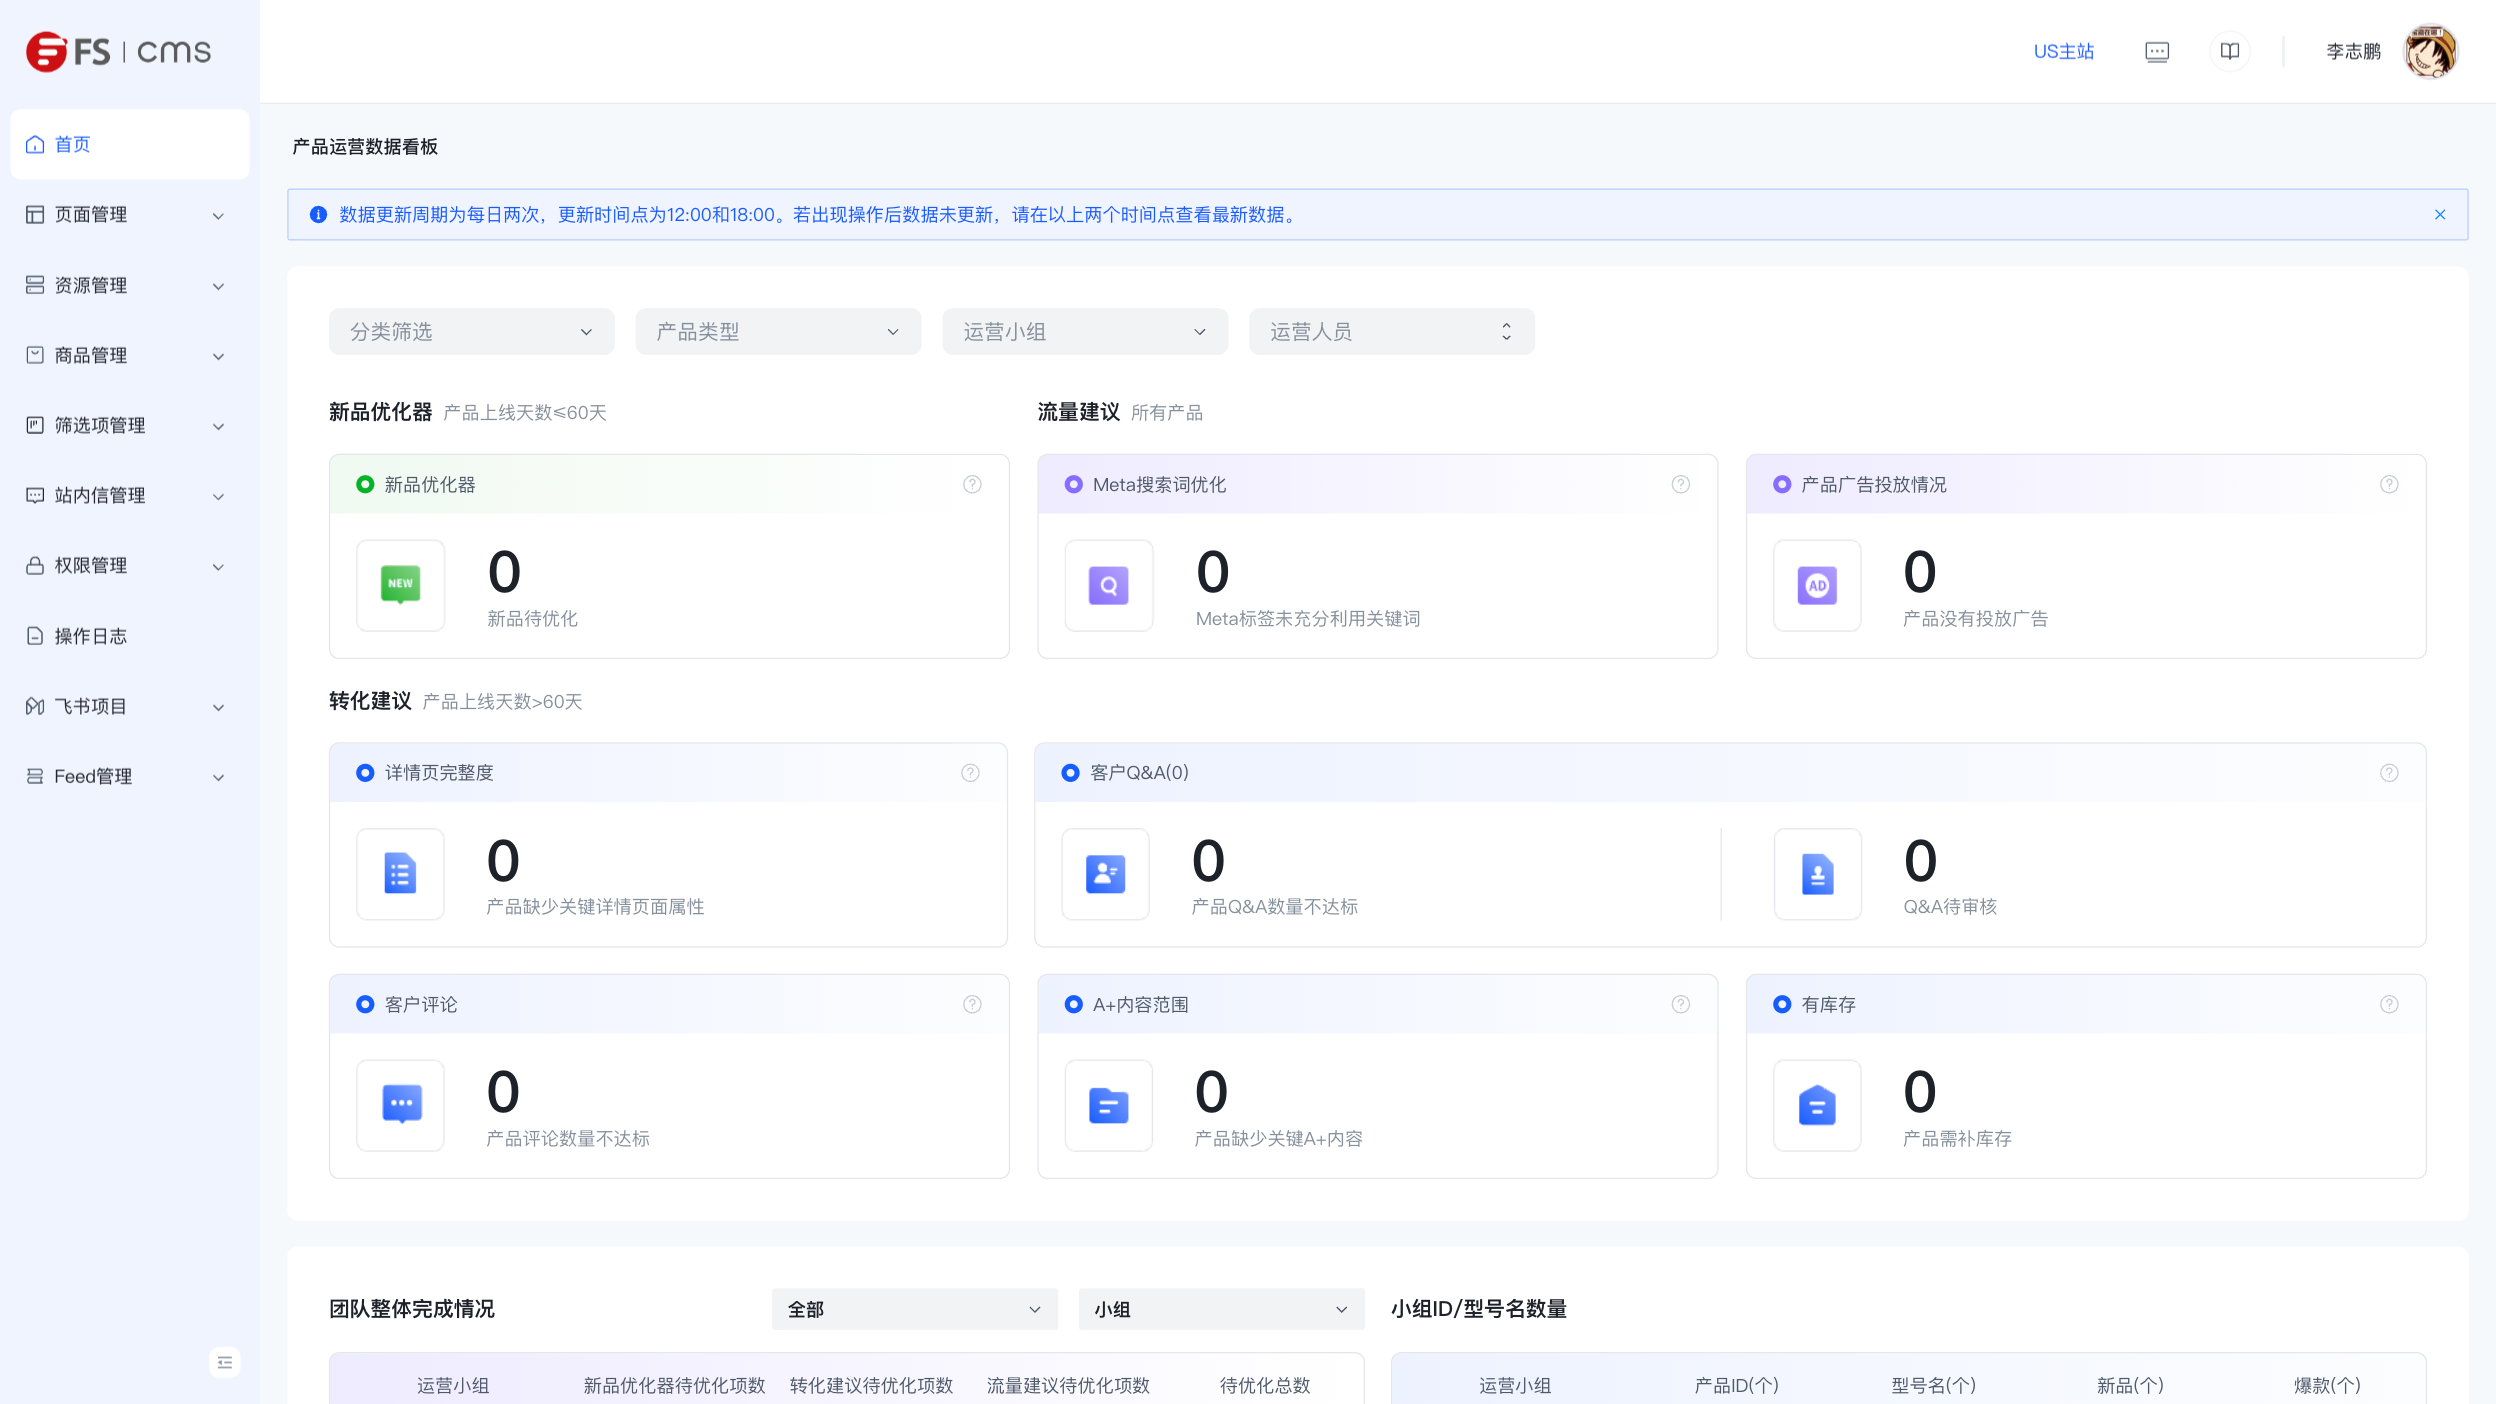 FS | cms
US主站
李志鹏
首页
页面管理
资源管理
商品管理
筛选项管理
站内信管理
权限管理
操作日志
飞书项目
Feed管理
产品运营数据看板
数据更新周期为每日两次，更新时间点为12:00和18:00。若出现操作后数据未更新，请在以上两个时间点查看最新数据。
分类筛选 产品类型 运营小组 运营人员
新品优化器 产品上线天数≤60天
流量建议 所有产品
新品优化器
NEW
0
新品待优化
Meta搜索词优化
0
Meta标签未充分利用关键词
产品广告投放情况
AD
0
产品没有投放广告
转化建议 产品上线天数>60天
详情页完整度
0
产品缺少关键详情页面属性
客户Q&A(0)
0
产品Q&A数量不达标
0
Q&A待审核
客户评论
0
产品评论数量不达标
A+内容范围
0
产品缺少关键A+内容
有库存
0
产品需补库存
团队整体完成情况
全部
小组
运营小组 新品优化器待优化项数 转化建议待优化项数 流量建议待优化项数 待优化总数
小组ID/型号名数量
运营小组 产品ID(个) 型号名(个) 新品(个) 爆款(个)